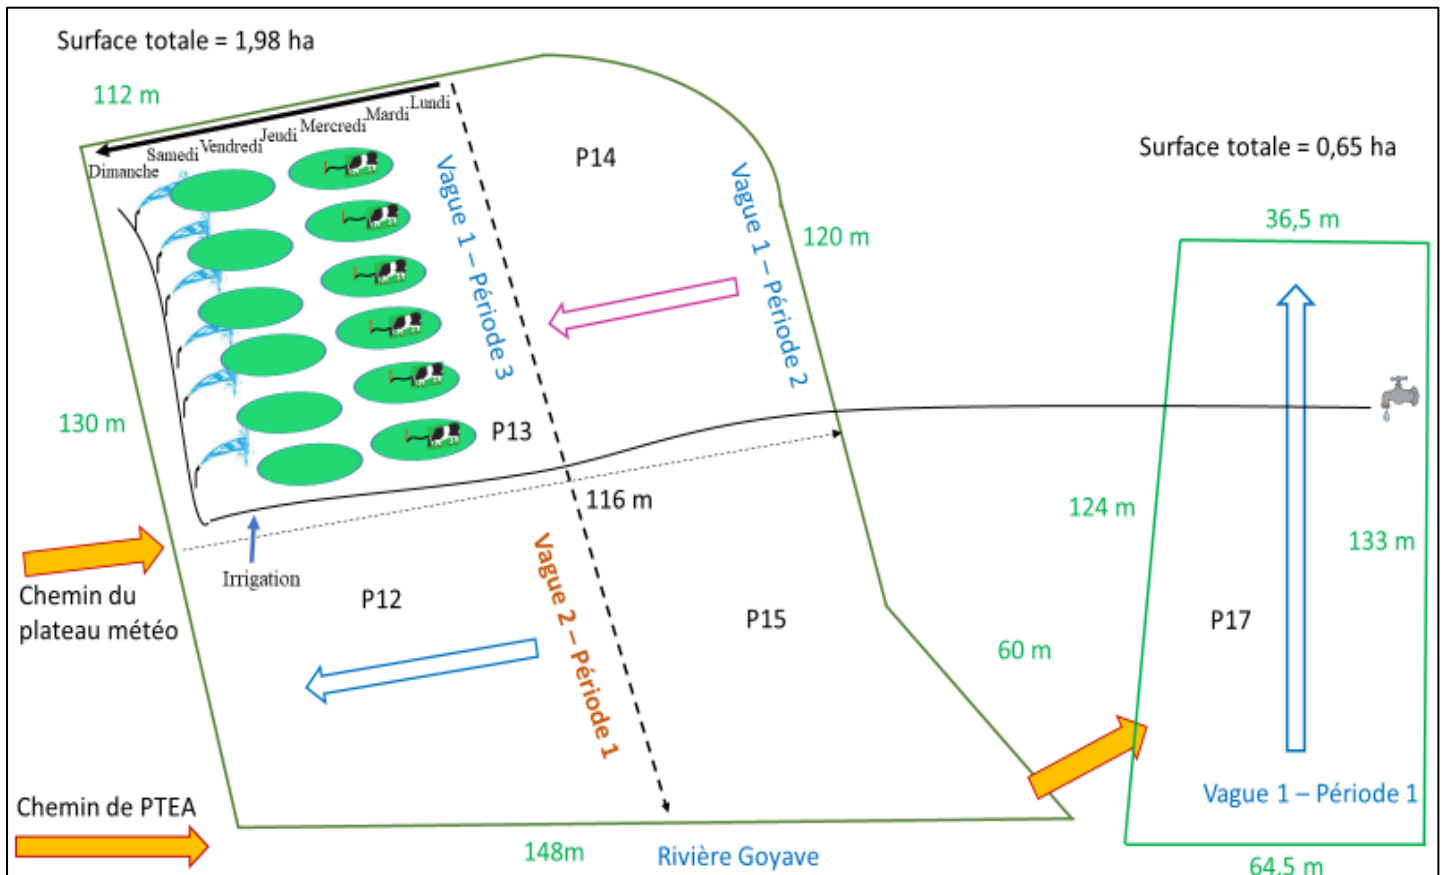 Surface totale = 1,98 ha
112 m
Lundi
Mardi
Mercredi
Jeudi
Vendredi
Samedi
Dimanche
P14
Surface totale = 0,65 ha
36,5 m
120 m
Vague 1 – Période 3
Vague 1 – Période 2
130 m
P13
116 m
124 m
133 m
Irrigation
Chemin du
plateau météo
P12
Vague 2 – Période 1
P15
P17
60 m
Vague 1 – Période 1
Chemin de PTEA
148m
Rivière Goyave
64,5 m